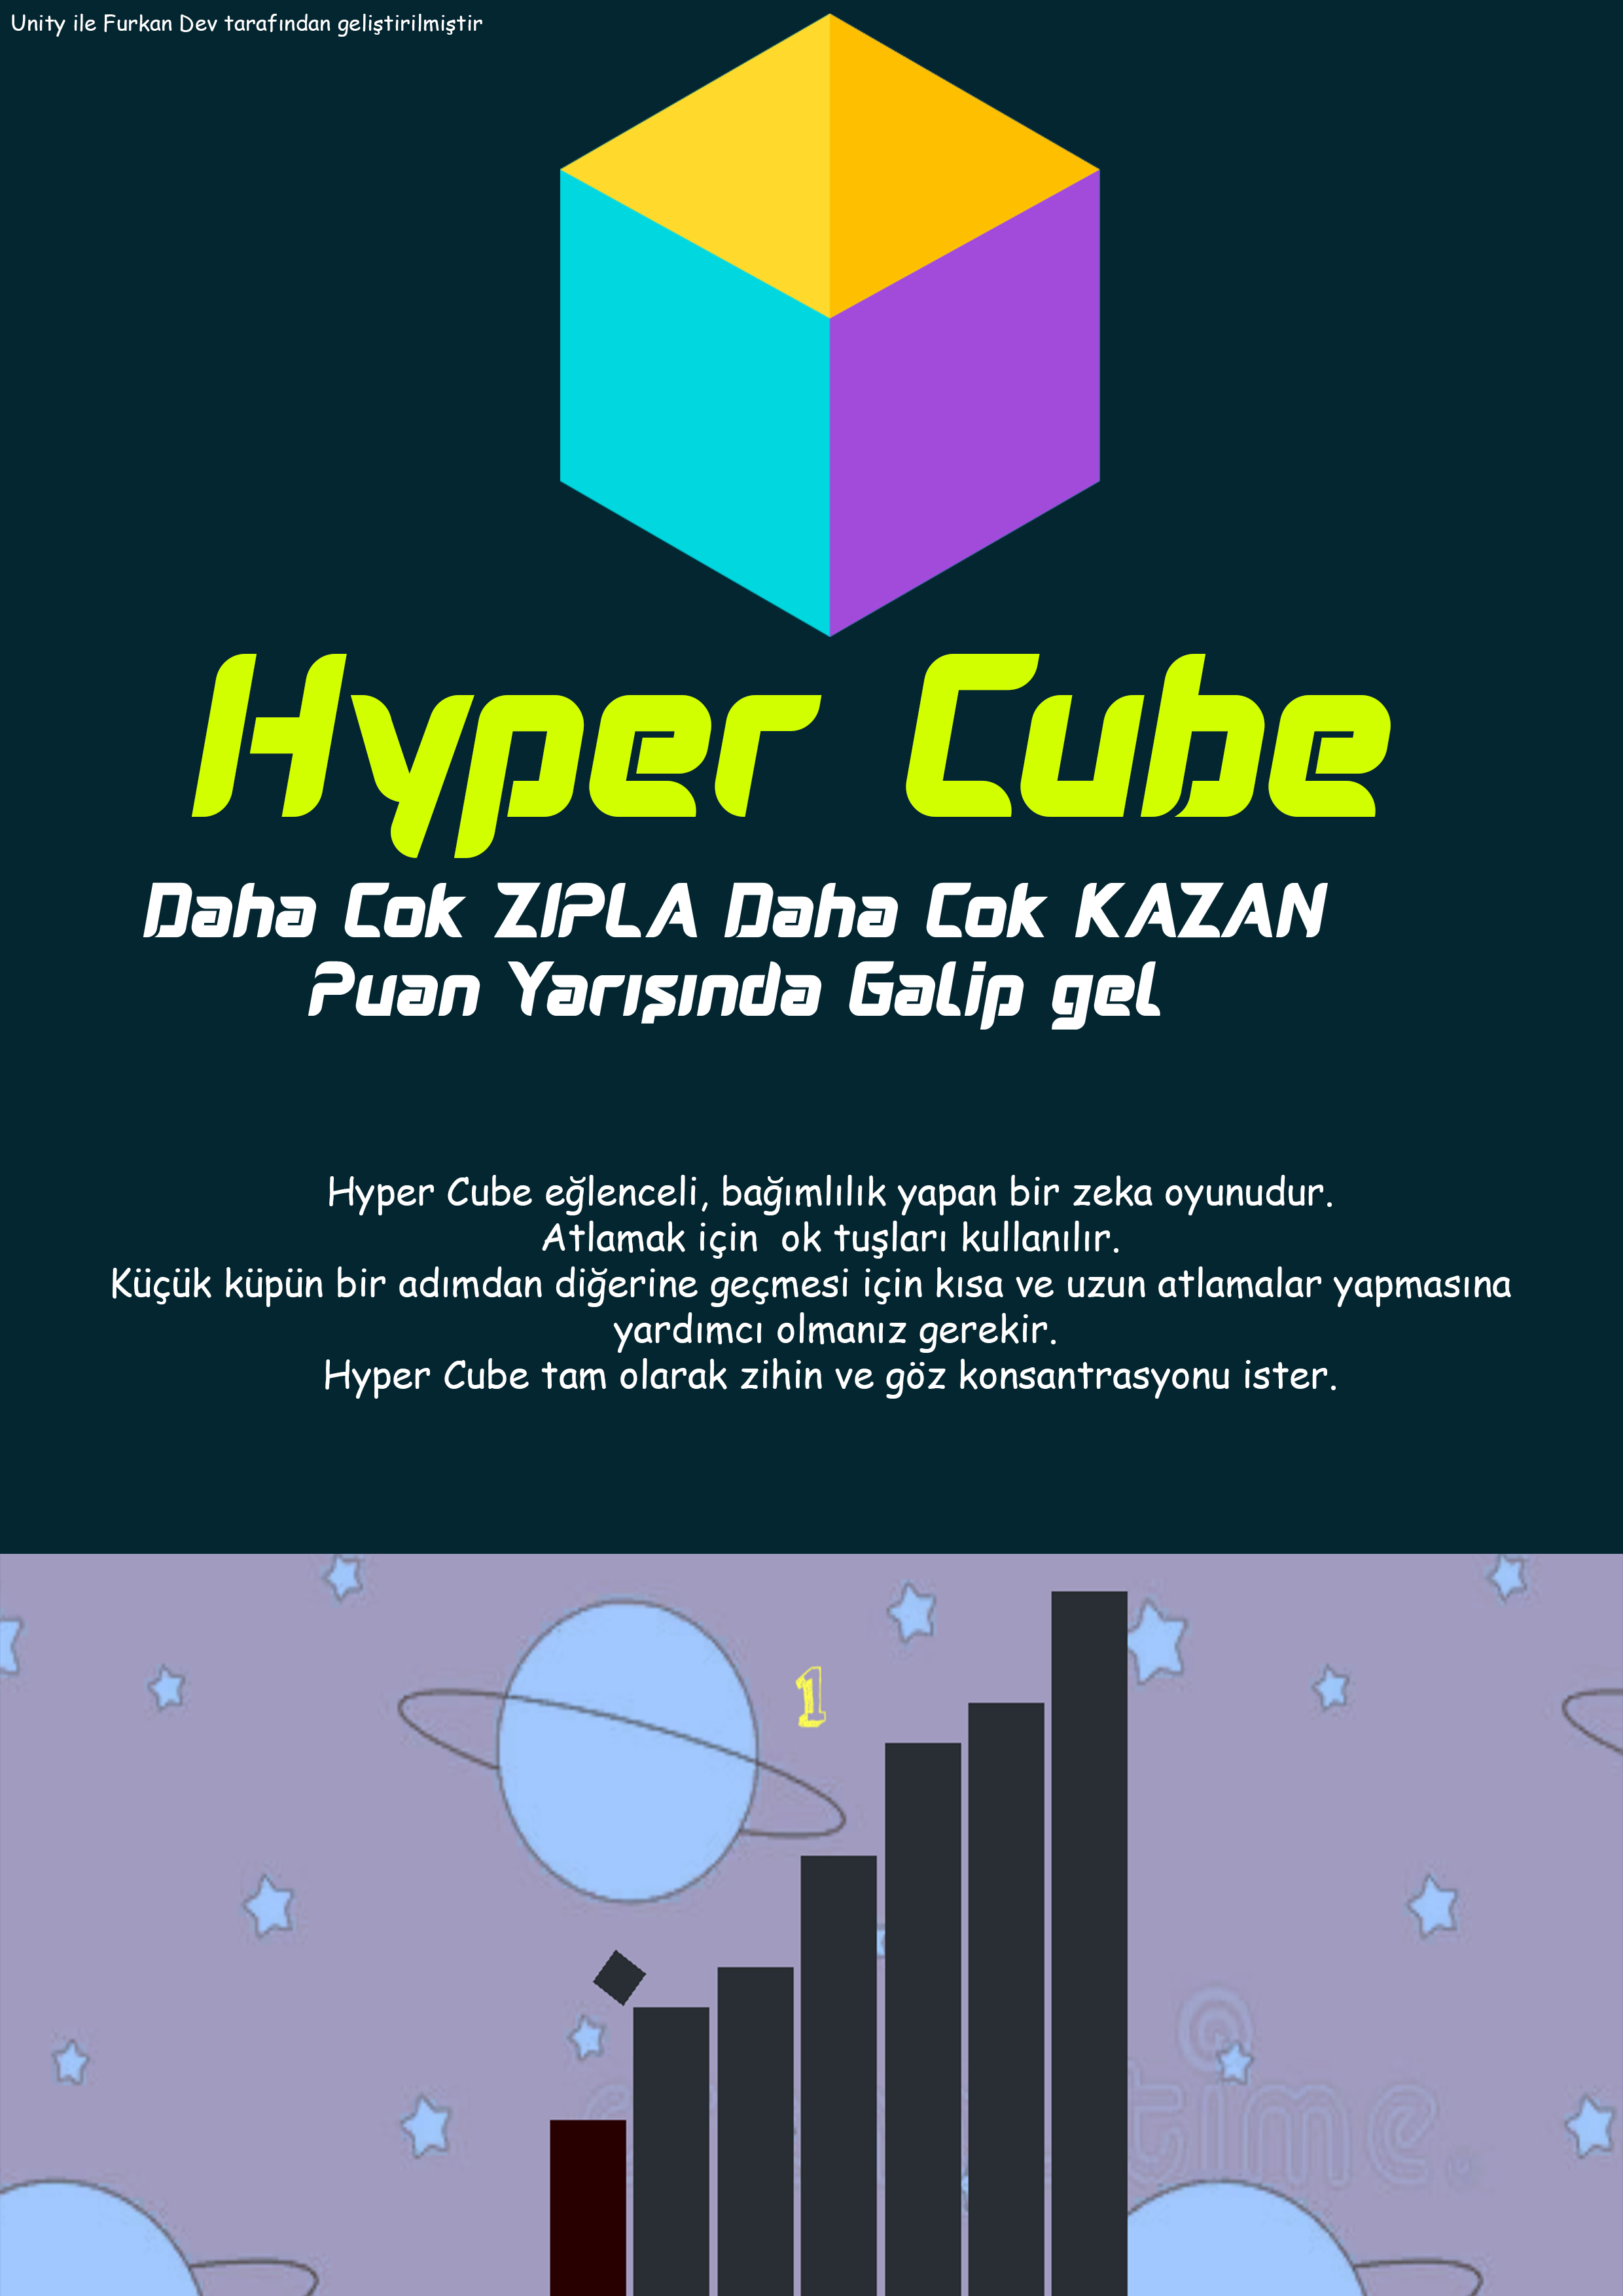 Unity ile Furkan Dev tarafından geliştirilmiştir
Hyper Cube
Daha Cok ZIPLA Daha Cok KAZAN
Puan Yarışında Galip gel
Hyper Cube eğlenceli, bağımlılık yapan bir zeka oyunudur.
Atlamak için  ok tuşları kullanılır.
Küçük küpün bir adımdan diğerine geçmesi için kısa ve uzun atlamalar yapmasına
yardımcı olmanız gerekir.
Hyper Cube tam olarak zihin ve göz konsantrasyonu ister.
1
time